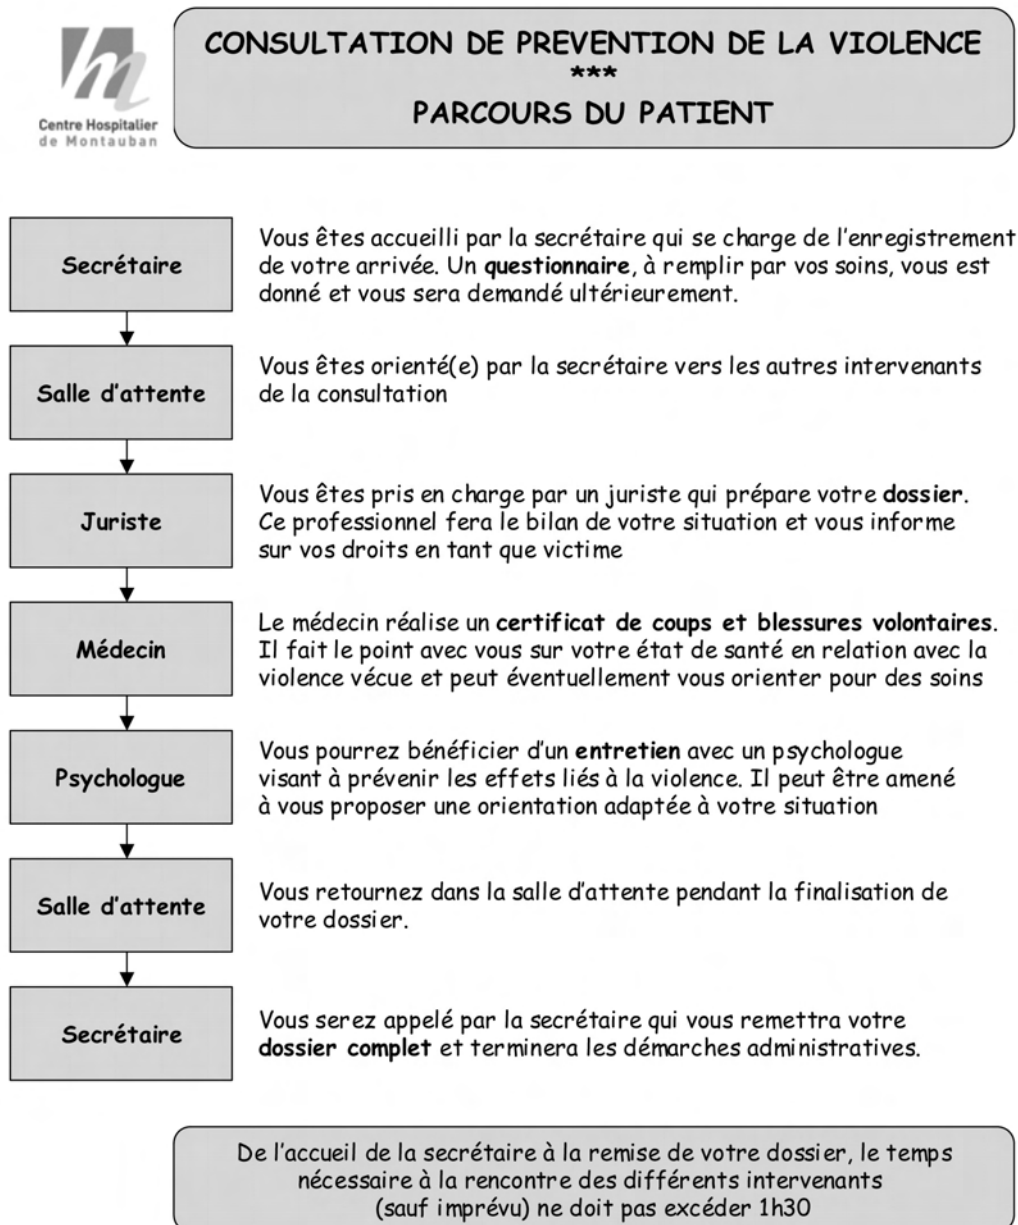 CONSULTATION DE PREVENTION DE LA VIOLENCE
***
PARCOURS DU PATIENT
Centre Hospitalier
de Montauban
Secrétaire
Vous êtes accueilli par la secrétaire qui se charge de l'enregistrement
de votre arrivée. Un questionnaire, à remplir par vos soins, vous est
donné et vous sera demandé ultérieurement.
Salle d'attente
Vous êtes orienté(e) par la secrétaire vers les autres intervenants
de la consultation
Juriste
Vous êtes pris en charge par un juriste qui prépare votre dossier.
Ce professionnel fera le bilan de votre situation et vous informe
sur vos droits en tant que victime
Médecin
Le médecin réalise un certificat de coups et blessures volontaires.
Il fait le point avec vous sur votre état de santé en relation avec la
violence vécue et peut éventuellement vous orienter pour des soins
Psychologue
Vous pourrez bénéficier d'un entretien avec un psychologue
visant à prévenir les effets liés à la violence. Il peut être amené
à vous proposer une orientation adaptée à votre situation
Salle d'attente
Vous retournez dans la salle d'attente pendant la finalisation de
votre dossier.
Secrétaire
Vous serez appelé par la secrétaire qui vous remettra votre
dossier complet et terminera les démarches administratives.
De l'accueil de la secrétaire à la remise de votre dossier, le temps
nécessaire à la rencontre des différents intervenants
(sauf imprévu) ne doit pas excéder 1h30